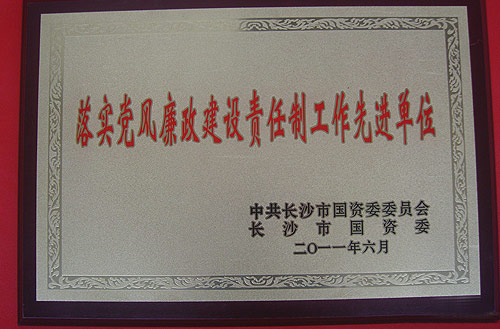 落实党风廉政建设责任制工作先进单位
中共长沙市国资委委员会
长沙市国资委
二〇一一年六月